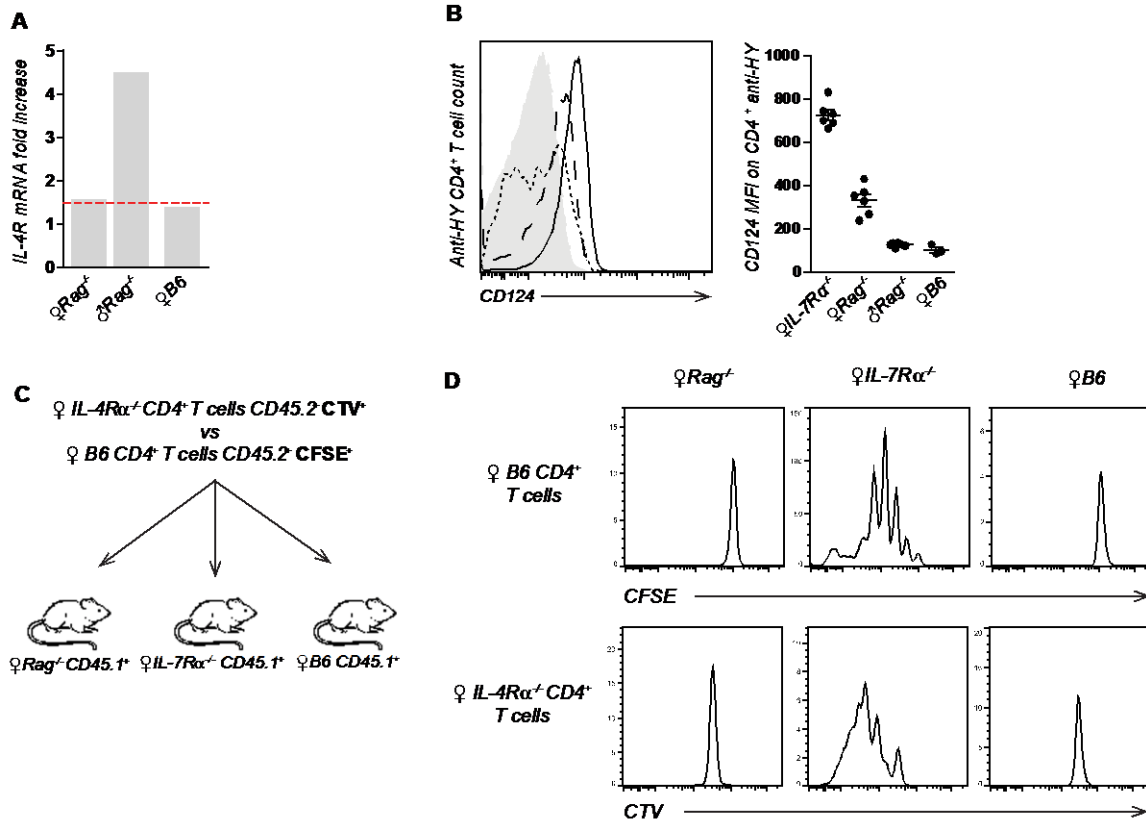 A
IL-4R mRNA fold increase
5
4
3
2
1
0
♀Rag⁻/⁻
♂Rag⁻/⁻
♀B6
B
Anti-HY CD4⁺ T cell count
CD124
CD124 MFI on CD4⁺ anti-HY
1000
800
600
400
200
0
♀IL-7Rα⁻/⁻
♀Rag⁻/⁻
♂Rag⁻/⁻
♀B6
C
♀ IL-4Rα⁻/⁻ CD4⁺ T cells CD45.2⁺ CTV⁺
vs
♀ B6 CD4⁺ T cells CD45.2⁺ CFSE⁺
♀Rag⁻/⁻ CD45.1⁺
♀IL-7Rα⁻/⁻ CD45.1⁺
♀B6 CD45.1⁺
D
♀Rag⁻/⁻
♀IL-7Rα⁻/⁻
♀B6
♀ B6 CD4⁺
T cells
CFSE
♀ IL-4Rα⁻/⁻ CD4⁺
T cells
CTV